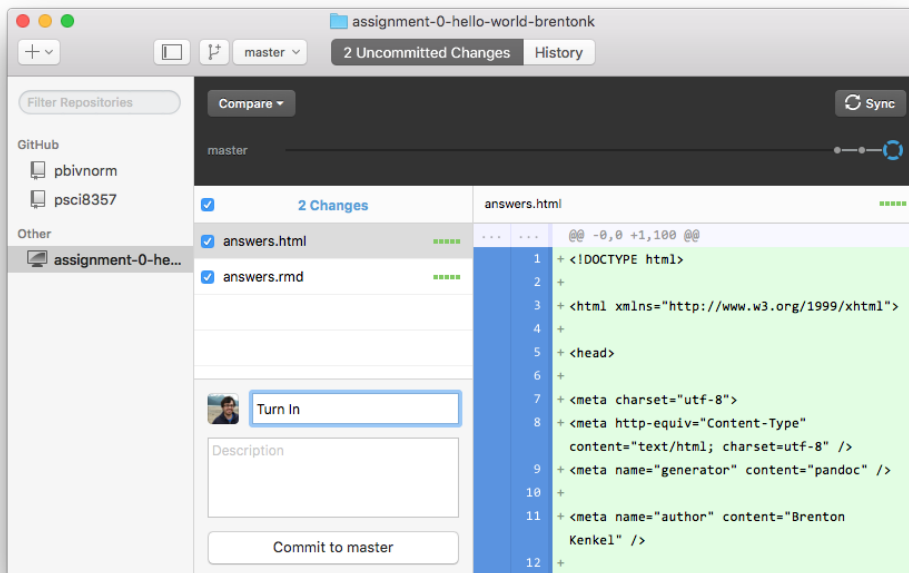 assignment-0-hello-world-brentonk
master
2 Uncommitted Changes
History
Filter Repositories
GitHub
pbivnorm
psci8357
Other
assignment-0-he...
Compare
Sync
master
2 Changes
answers.html
answers.rmd
Turn In
Description
Commit to master
answers.html
... ... @@ -0,0 +1,100 @@
1 + <!DOCTYPE html>
2 +
3 + <html xmlns="http://www.w3.org/1999/xhtml">
4 +
5 + <head>
6 +
7 + <meta charset="utf-8">
8 + <meta http-equiv="Content-Type"
content="text/html; charset=utf-8" />
9 + <meta name="generator" content="pandoc" />
10 +
11 + <meta name="author" content="Brenton
Kenkel" />
12 +